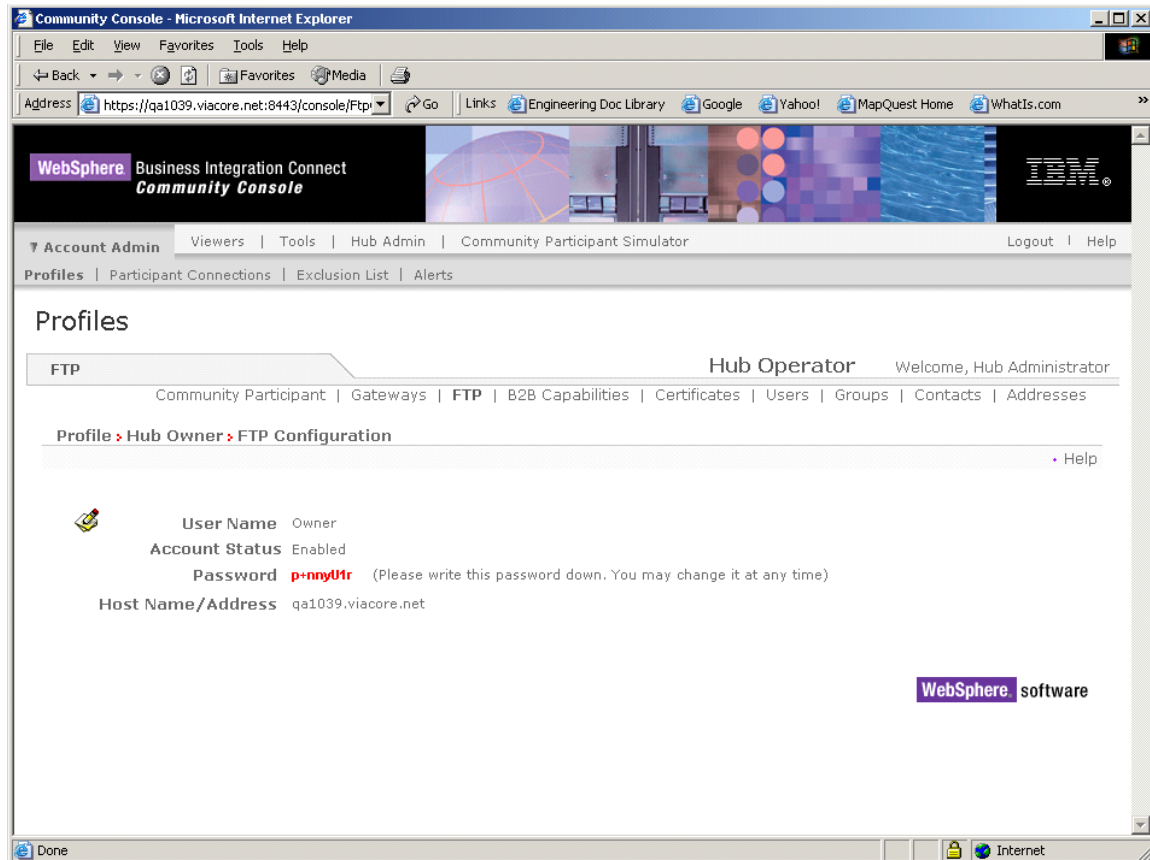 Community Console - Microsoft Internet Explorer
File Edit View Favorites Tools Help
Back Favorites Media
Address https://qa1039.viacore.net:8443/console/Ftp Go Links Engineering Doc Library Google Yahoo! MapQuest Home WhatIs.com »
WebSphere. Business Integration Connect
Community Console
IBM®
Account Admin Viewers | Tools | Hub Admin | Community Participant Simulator Logout | Help
Profiles | Participant Connections | Exclusion List | Alerts
Profiles
FTP Hub Operator Welcome, Hub Administrator
Community Participant | Gateways | FTP | B2B Capabilities | Certificates | Users | Groups | Contacts | Addresses
Profile › Hub Owner › FTP Configuration
• Help
User Name Owner
Account Status Enabled
Password p+nnyU1r (Please write this password down. You may change it at any time)
Host Name/Address qa1039.viacore.net
WebSphere. software
Done Internet